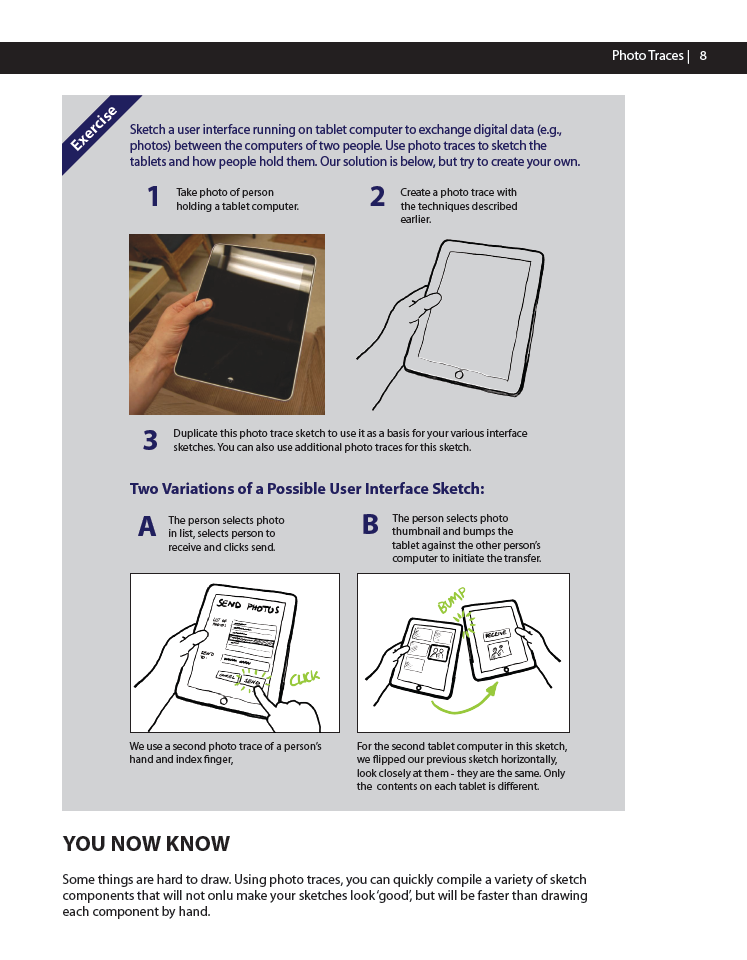 Photo Traces | 8
Exercise
Sketch a user interface running on tablet computer to exchange digital data (e.g.,
photos) between the computers of two people. Use photo traces to sketch the
tablets and how people hold them. Our solution is below, but try to create your own.
1
Take photo of person
holding a tablet computer.
2
Create a photo trace with
the techniques described
earlier.
3
Duplicate this photo trace sketch to use it as a basis for your various interface
sketches. You can also use additional photo traces for this sketch.
Two Variations of a Possible User Interface Sketch:
A
The person selects photo
in list, selects person to
receive and clicks send.
B
The person selects photo
thumbnail and bumps the
tablet against the other person's
computer to initiate the transfer.
SEND PHOTOS
LIST OF
SEND
TO:
CANCEL
SEND
CLICK
BUMP
RECEIVE
We use a second photo trace of a person's
hand and index finger,
For the second tablet computer in this sketch,
we flipped our previous sketch horizontally,
look closely at them - they are the same. Only
the contents on each tablet is different.
YOU NOW KNOW
Some things are hard to draw. Using photo traces, you can quickly compile a variety of sketch
components that will not onlu make your sketches look 'good', but will be faster than drawing
each component by hand.